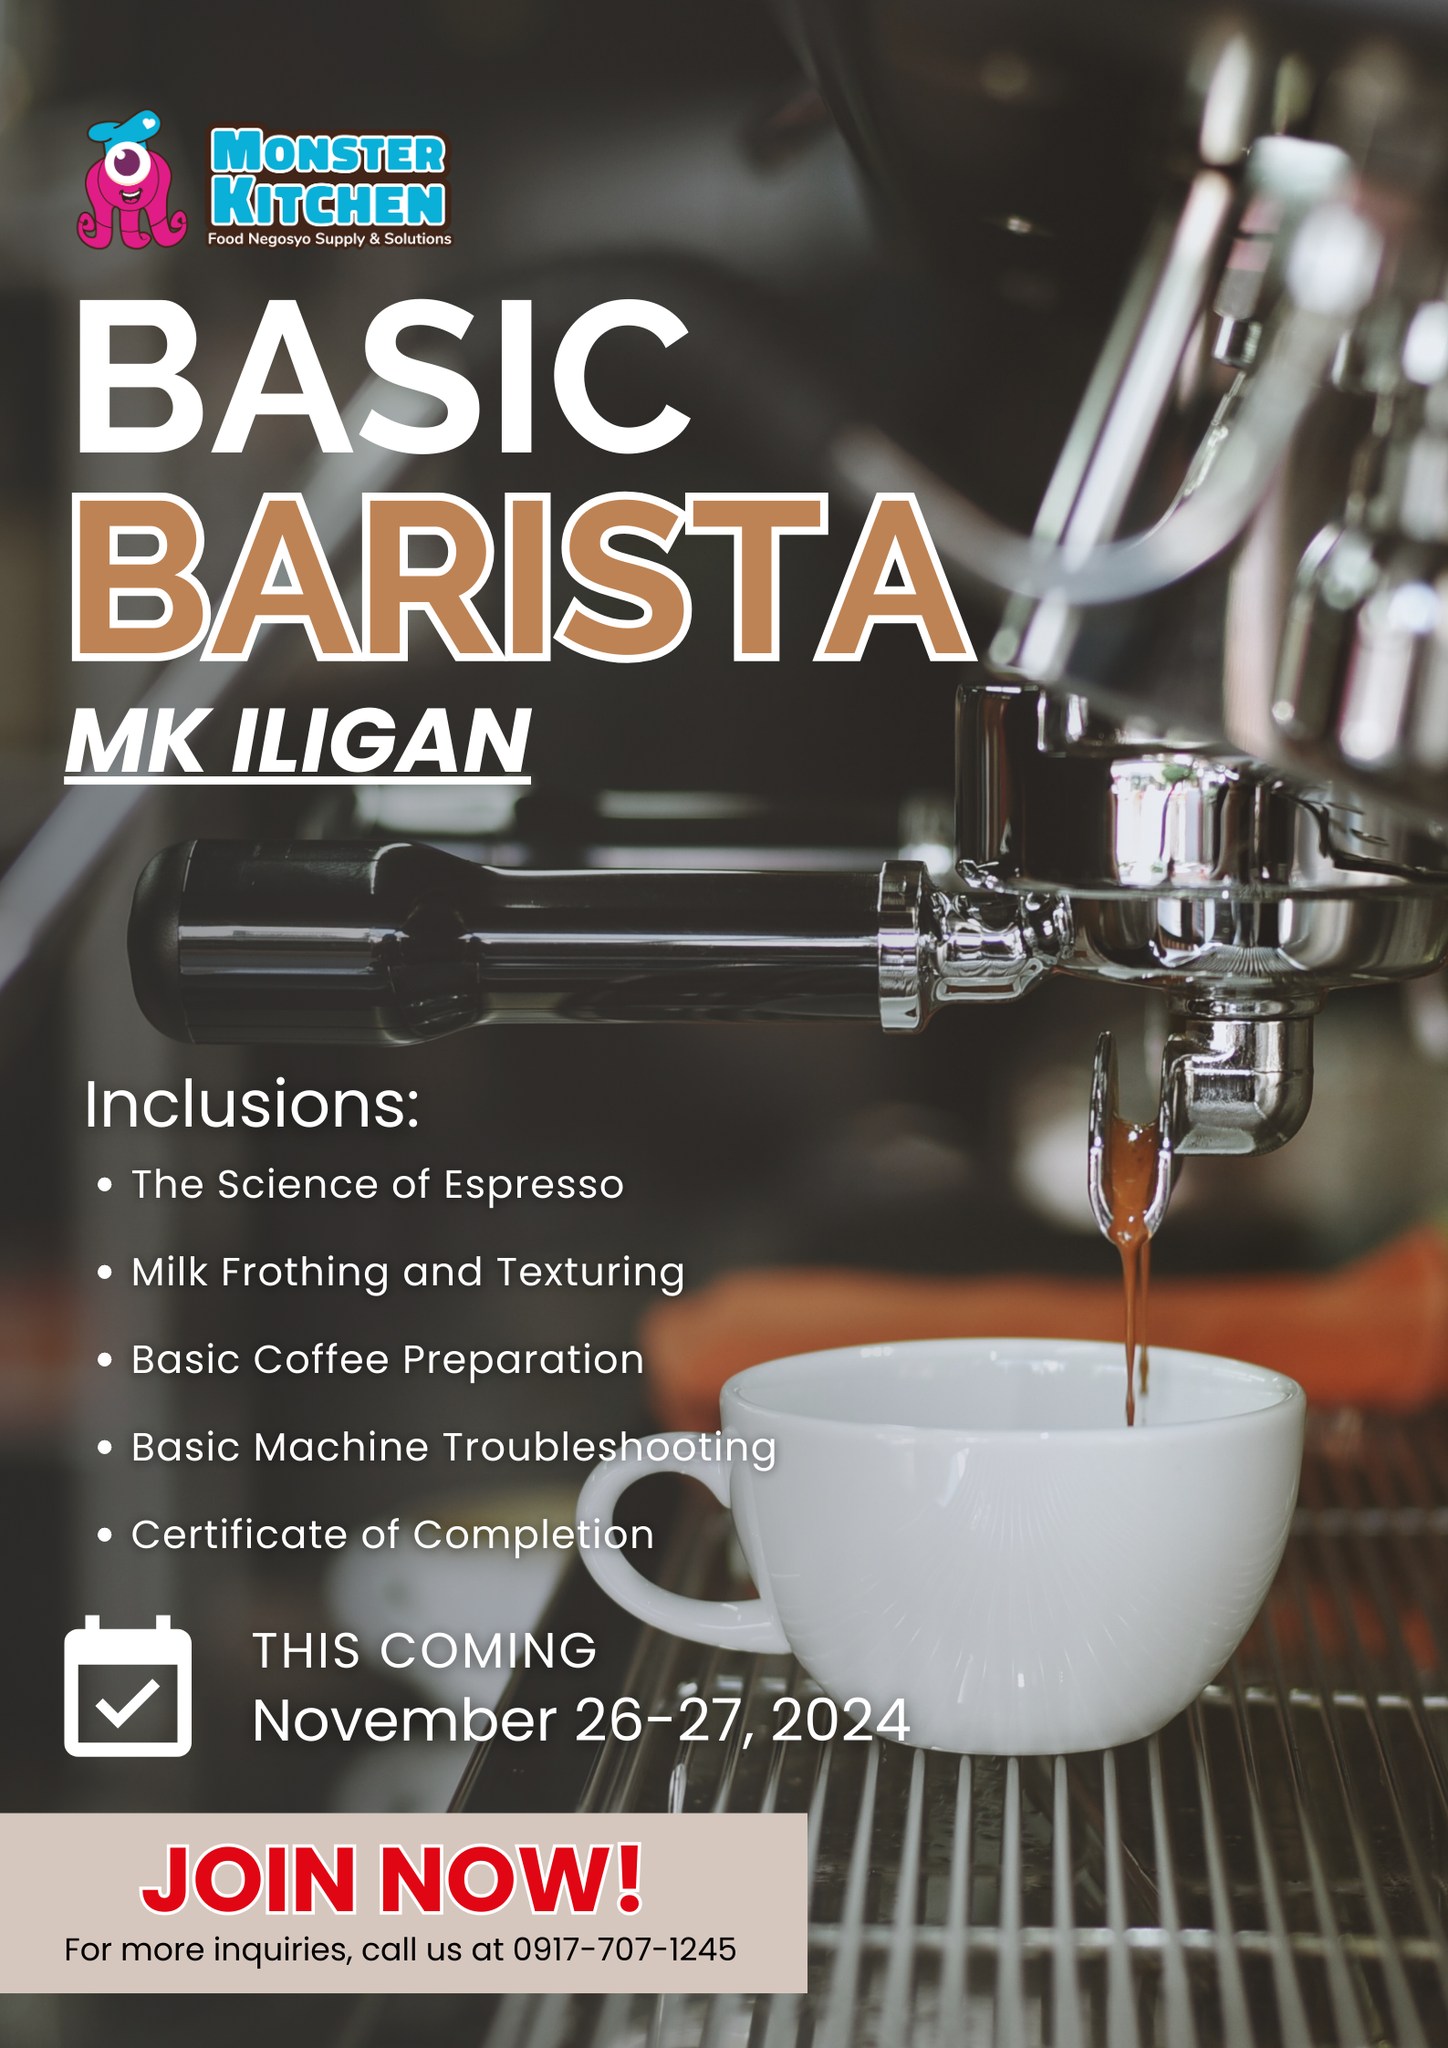 MONSTER
KITCHEN
Food Negosyo Supply & Solutions
BASIC
BARISTA
MK ILIGAN
Inclusions:
• The Science of Espresso
• Milk Frothing and Texturing
• Basic Coffee Preparation
• Basic Machine Troubleshooting
• Certificate of Completion
THIS COMING
November 26-27, 2024
JOIN NOW!
For more inquiries, call us at 0917-707-1245